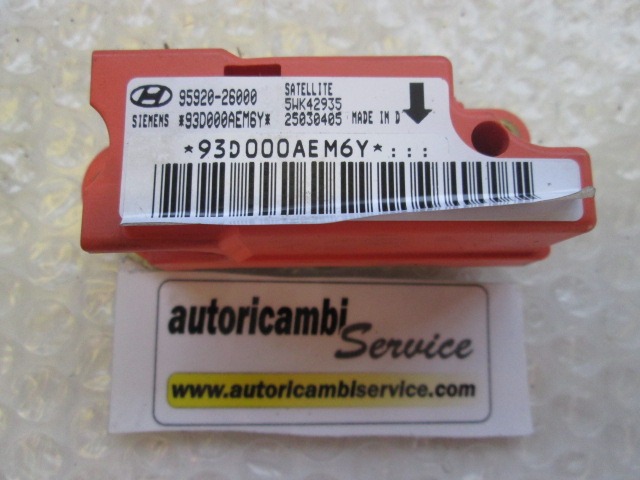 95920-26000 SATELLITE
5WK42935
SIEMENS *93D000AEM6Y* 25030405 MADE IN D
*93D000AEM6Y*:::
autoricambi
Service
www.autoricambiservice.com